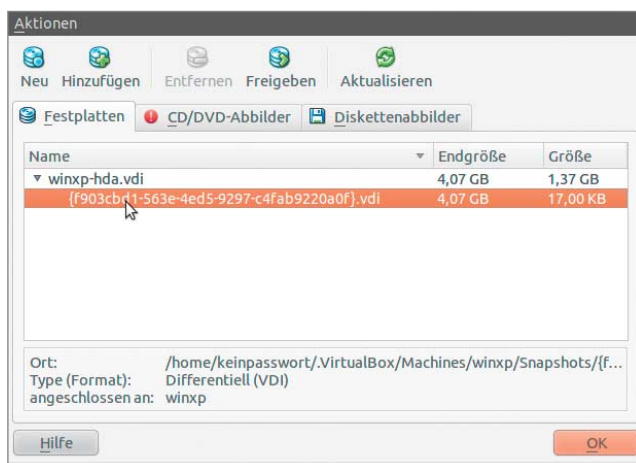 Aktionen
Neu Hinzufügen Entfernen Freigeben Aktualisieren
Festplatten CD/DVD-Abbilder Diskettenabbilder
Name Endgröße Größe
winxp-hda.vdi 4,07 GB 1,37 GB
{f903cbd1-563e-4ed5-9297-c4fab9220a0f}.vdi 4,07 GB 17,00 KB
Ort: /home/keinpasswort/.VirtualBox/Machines/winxp/Snapshots/{f...
Type (Format): Differentiell (VDI)
angeschlossen an: winxp
Hilfe OK